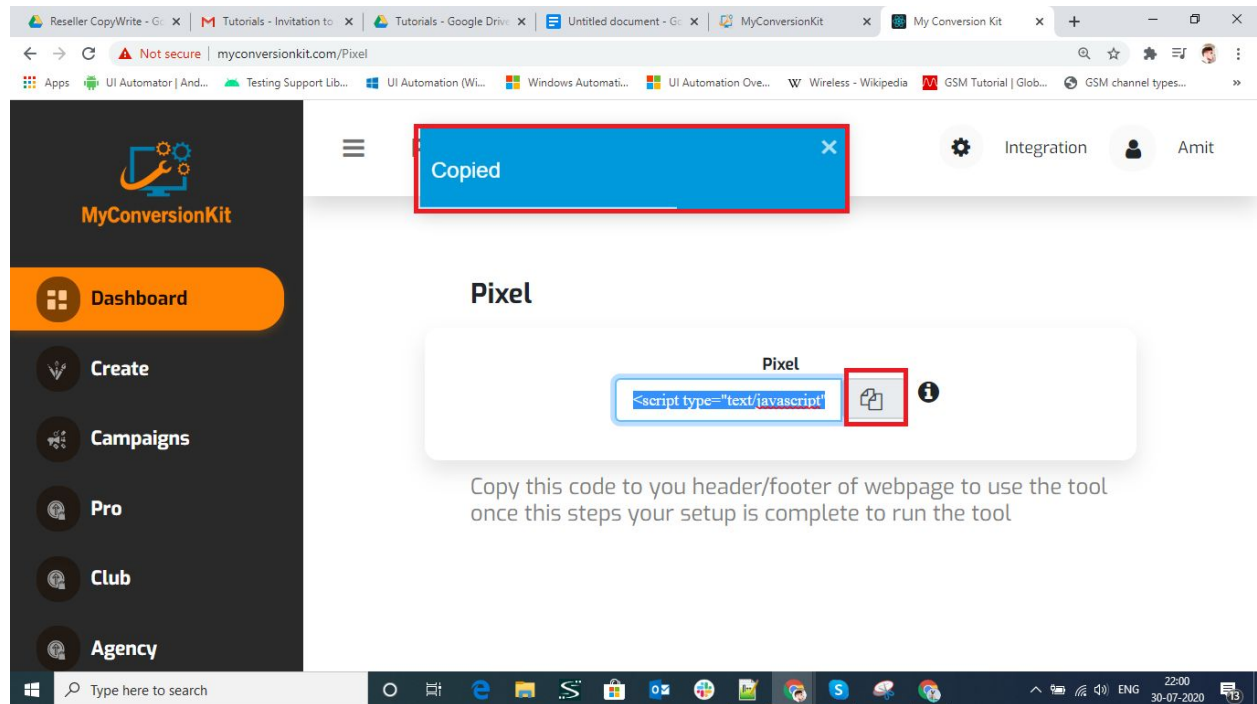 Reseller CopyWrite - Go
Tutorials - Invitation to
Tutorials - Google Drive
Untitled document - Go
MyConversionKit
My Conversion Kit
Not secure | myconversionkit.com/Pixel
Apps
UI Automator | And...
Testing Support Lib...
UI Automation (Wi...
Windows Automati...
UI Automation Ove...
Wireless - Wikipedia
GSM Tutorial | Glob...
GSM channel types...
MyConversionKit
Copied
Integration
Amit
Dashboard
Create
Campaigns
Pro
Club
Agency
Pixel
Pixel
<script type="text/javascript"
Copy this code to you header/footer of webpage to use the tool
once this steps your setup is complete to run the tool
Type here to search
ENG
22:00
30-07-2020
13